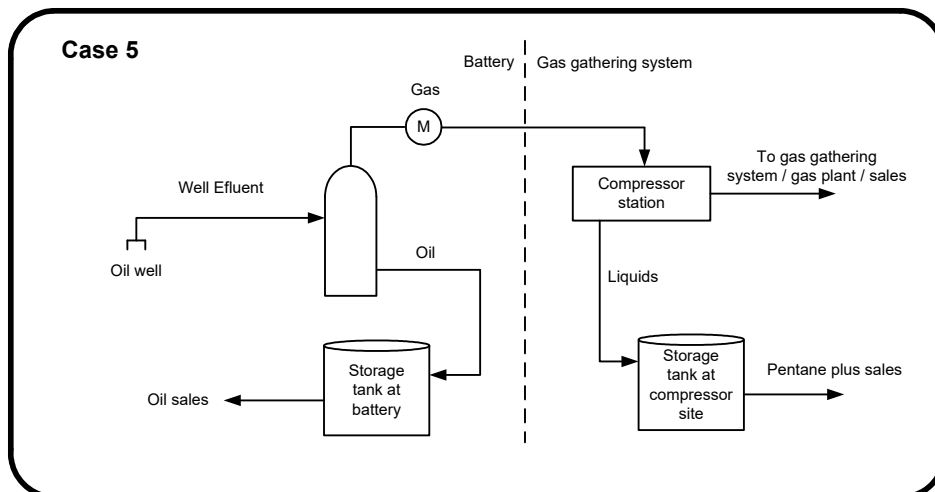 Case 5
Battery
Gas gathering system
Gas
M
Well Efluent
Oil well
Oil
Compressor
station
To gas gathering
system / gas plant / sales
Liquids
Storage
tank at
battery
Oil sales
Storage
tank at
compressor
site
Pentane plus sales